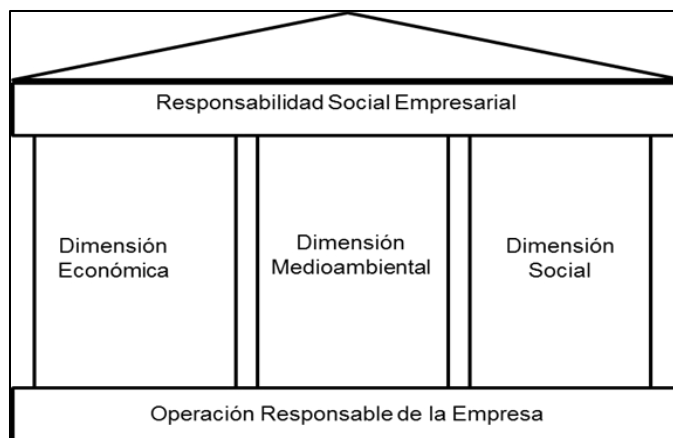 Responsabilidad Social Empresarial
Dimensión
Económica
Dimensión
Medioambiental
Dimensión
Social
Operación Responsable de la Empresa